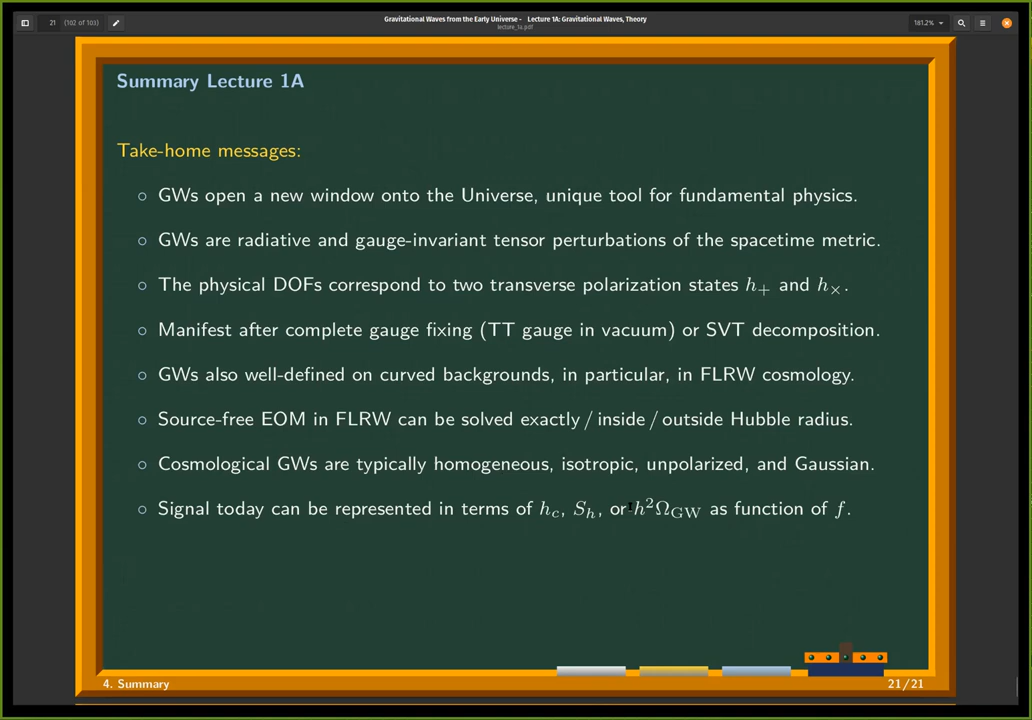 21 (102 of 103)
Gravitational Waves from the Early Universe - Lecture 1A: Gravitational Waves, Theory
lecture_1a.pdf
181.2%
Summary Lecture 1A
Take-home messages:
GWs open a new window onto the Universe, unique tool for fundamental physics.
GWs are radiative and gauge-invariant tensor perturbations of the spacetime metric.
The physical DOFs correspond to two transverse polarization states h₊ and h×.
Manifest after complete gauge fixing (TT gauge in vacuum) or SVT decomposition.
GWs also well-defined on curved backgrounds, in particular, in FLRW cosmology.
Source-free EOM in FLRW can be solved exactly / inside / outside Hubble radius.
Cosmological GWs are typically homogeneous, isotropic, unpolarized, and Gaussian.
Signal today can be represented in terms of h_c, S_h, or h²Ω_GW as function of f.
4. Summary
21/21